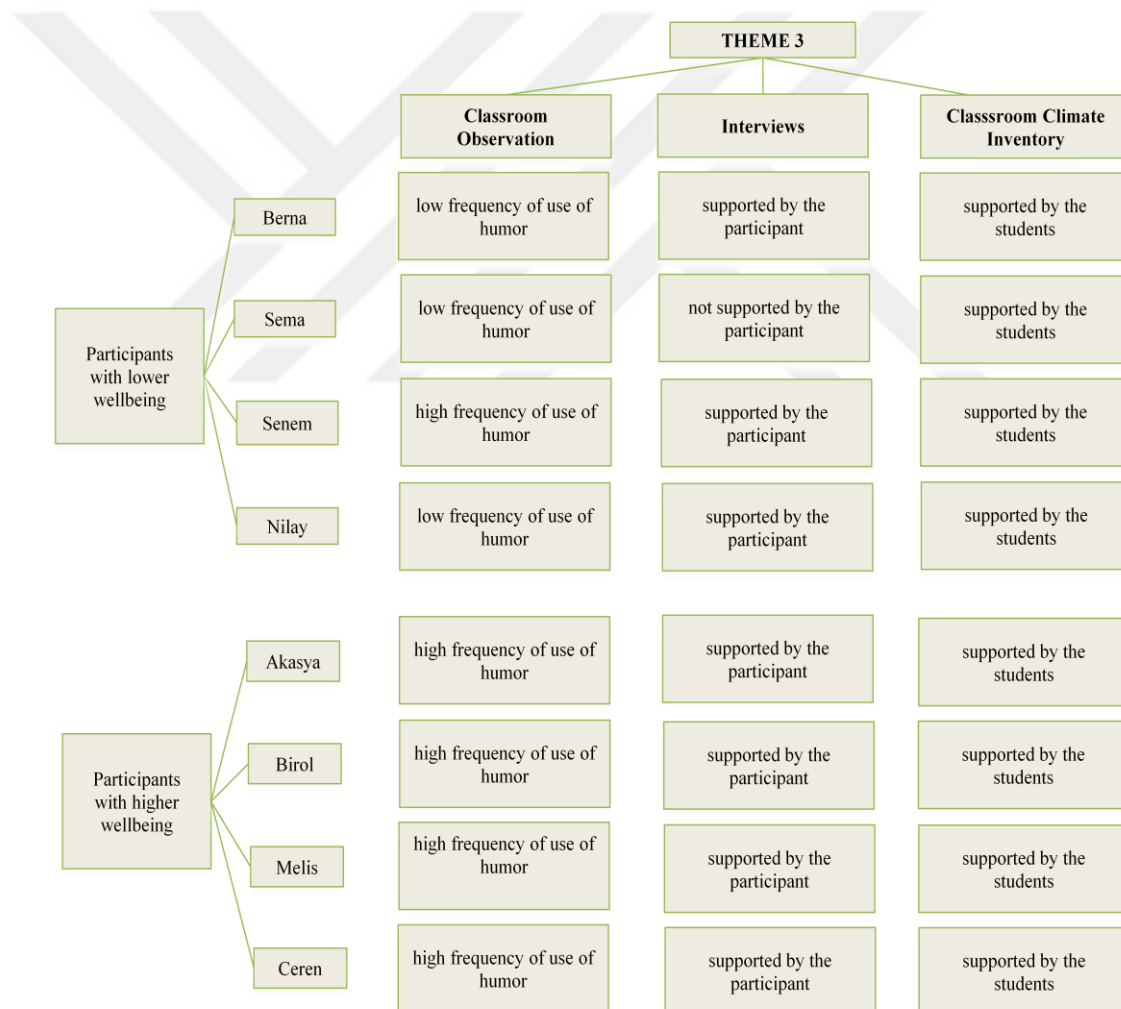 THEME 3
Classroom
Observation
Interviews
Classsroom Climate
Inventory
Participants
with lower
wellbeing
Berna
low frequency of use of
humor
supported by the
participant
supported by the
students
Sema
low frequency of use of
humor
not supported by the
participant
supported by the
students
Senem
high frequency of use of
humor
supported by the
participant
supported by the
students
Nilay
low frequency of use of
humor
supported by the
participant
supported by the
students
Participants
with higher
wellbeing
Akasya
high frequency of use of
humor
supported by the
participant
supported by the
students
Birol
high frequency of use of
humor
supported by the
participant
supported by the
students
Melis
high frequency of use of
humor
supported by the
participant
supported by the
students
Ceren
high frequency of use of
humor
supported by the
participant
supported by the
students